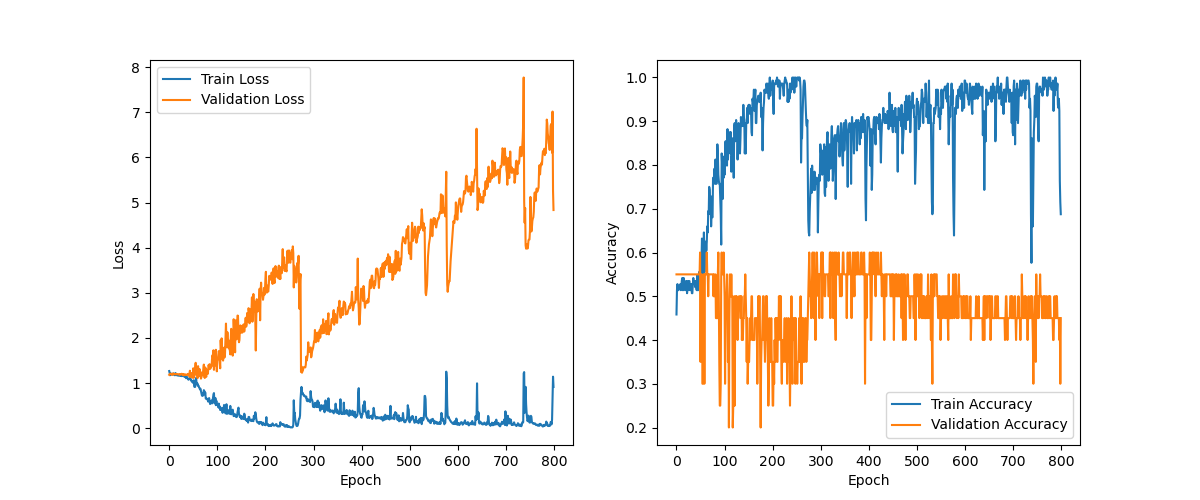 Train Loss
Validation Loss
8
7
6
5
4
3
2
1
0
Loss
0 100 200 300 400 500 600 700 800
Epoch
1.0
0.9
0.8
0.7
0.6
0.5
0.4
0.3
0.2
Accuracy
Train Accuracy
Validation Accuracy
0 100 200 300 400 500 600 700 800
Epoch